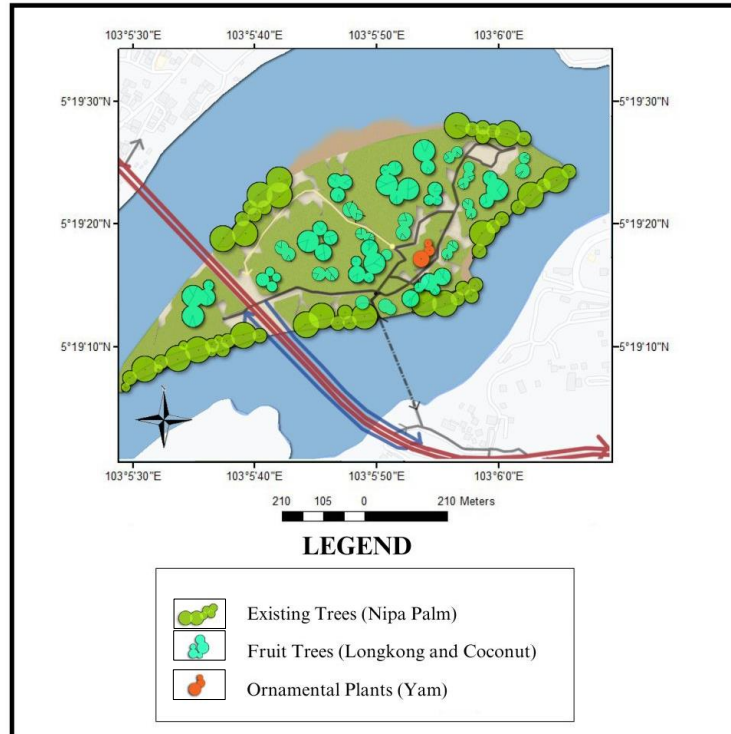 103°5'30"E 103°5'40"E 103°5'50"E 103°6'0"E
5°19'30"N 5°19'30"N
5°19'20"N 5°19'20"N
5°19'10"N 5°19'10"N
103°5'30"E 103°5'40"E 103°5'50"E 103°6'0"E
210 105 0 210 Meters
LEGEND
Existing Trees (Nipa Palm)
Fruit Trees (Longkong and Coconut)
Ornamental Plants (Yam)